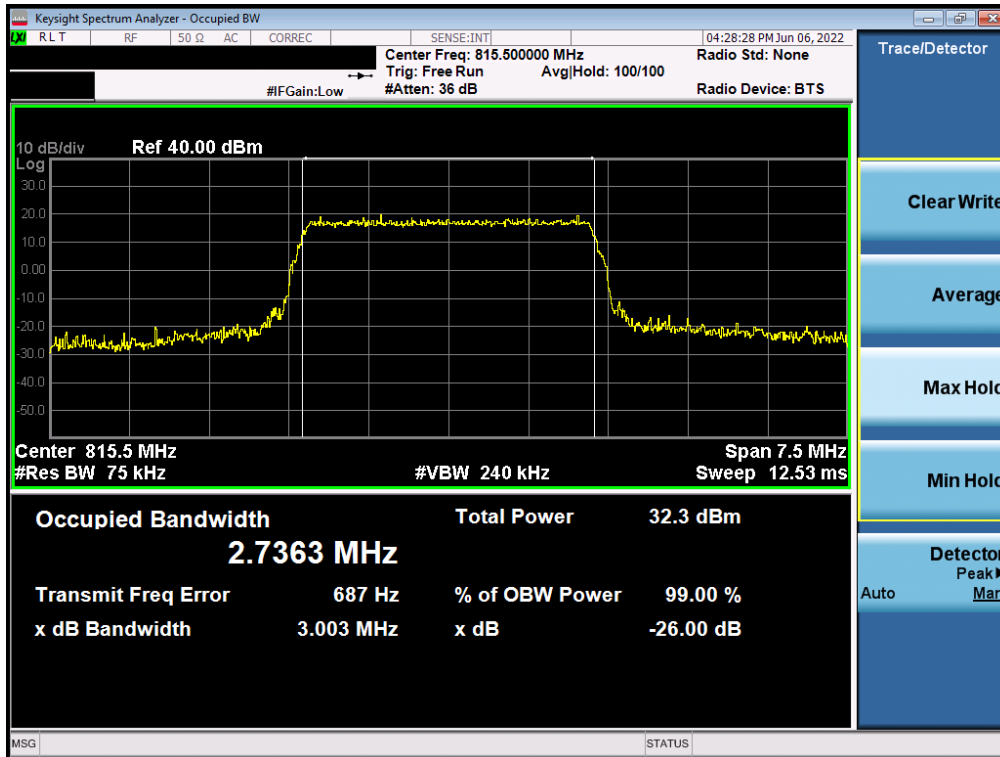 Keysight Spectrum Analyzer - Occupied BW
LXI RLT RF 50 Ω AC CORREC SENSE:INT 04:28:28 PM Jun 06, 2022
Center Freq: 815.500000 MHz Radio Std: None
Trig: Free Run Avg|Hold: 100/100
#IFGain:Low #Atten: 36 dB Radio Device: BTS
10 dB/div Ref 40.00 dBm
Log
30.0
20.0
10.0
0.00
-10.0
-20.0
-30.0
-40.0
-50.0
Center 815.5 MHz Span 7.5 MHz
#Res BW 75 kHz #VBW 240 kHz Sweep 12.53 ms
Occupied Bandwidth Total Power 32.3 dBm
2.7363 MHz
Transmit Freq Error 687 Hz % of OBW Power 99.00 %
x dB Bandwidth 3.003 MHz x dB -26.00 dB
MSG STATUS
Trace/Detector
Clear Write
Average
Max Hold
Min Hold
Detector
Peak
Auto Man